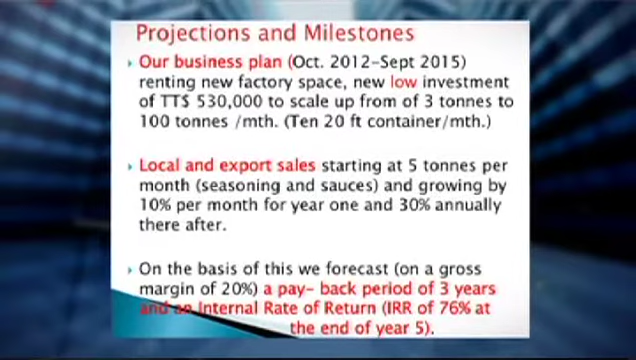 Projections and Milestones
Our business plan (Oct. 2012-Sept 2015)
renting new factory space, new low investment
of TT$ 530,000 to scale up from of 3 tonnes to
100 tonnes /mth. (Ten 20 ft container/mth.)
Local and export sales starting at 5 tonnes per
month (seasoning and sauces) and growing by
10% per month for year one and 30% annually
there after.
On the basis of this we forecast (on a gross
margin of 20%) a pay- back period of 3 years
and an Internal Rate of Return (IRR of 76% at
the end of year 5).